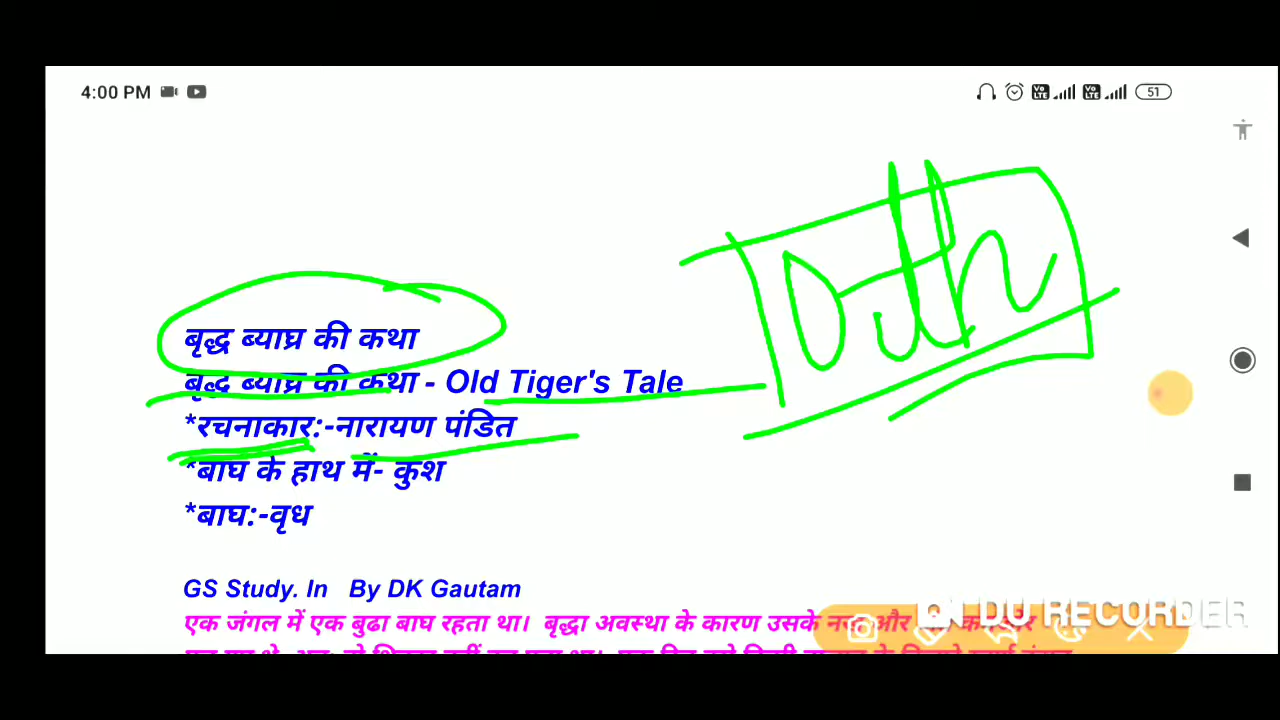 4:00 PM
51
बृद्ध ब्याघ्र की कथा
बृद्ध ब्याघ्र की कथा - Old Tiger's Tale
*रचनाकार:-नारायण पंडित
*बाघ के हाथ में- कुश
*बाघ:-वृध
GS Study. In By DK Gautam
एक जंगल में एक बुढा बाघ रहता था। बृद्धा अवस्था के कारण उसके और
DU RECORDER